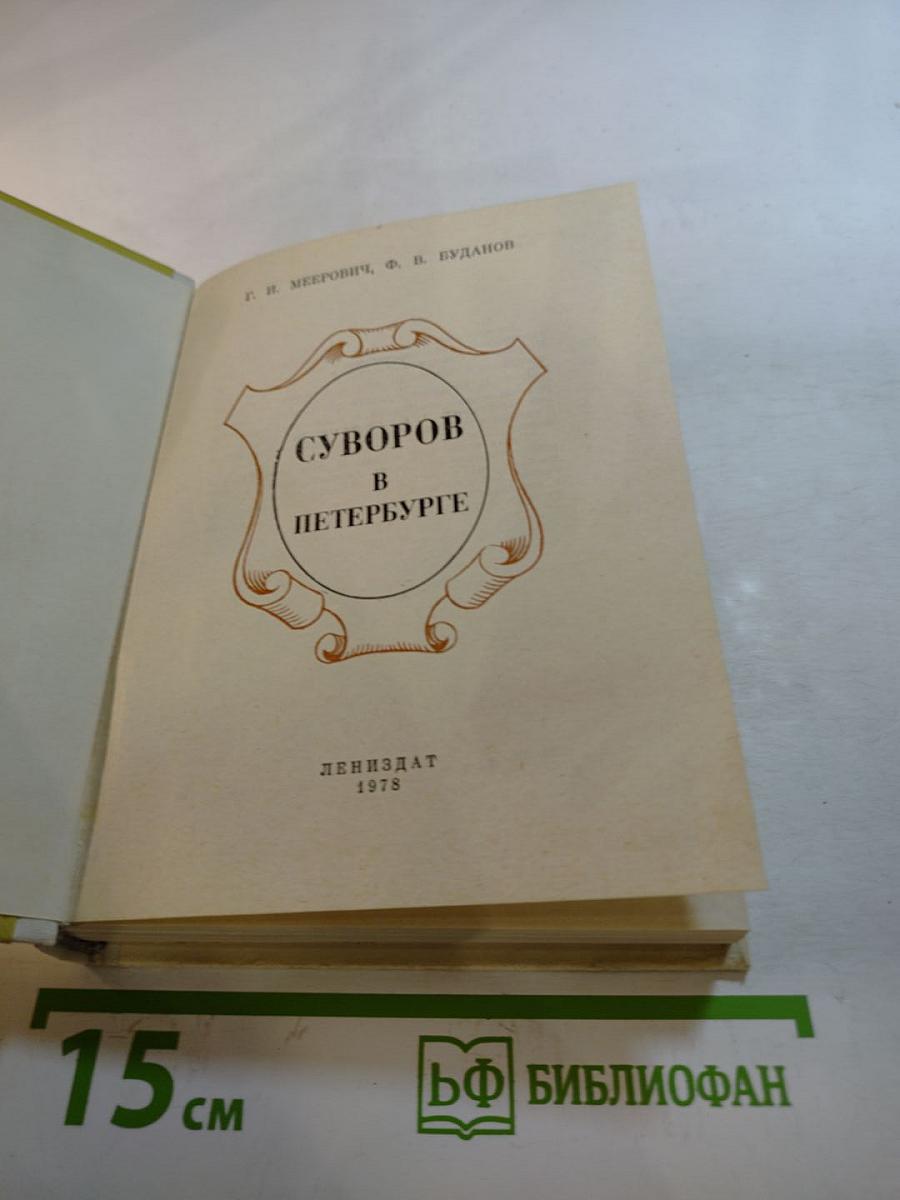 Г. И. МЕЕРОВИЧ, Ф. В. БУДАНОВ
СУВОРОВ
В
ПЕТЕРБУРГЕ
ЛЕНИЗДАТ
1978
15 см
ЬФ БИБЛИОФАН